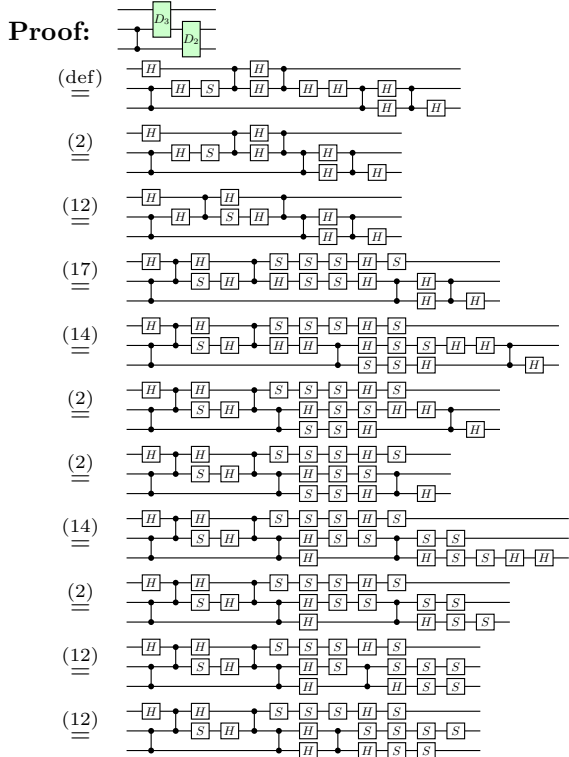 D₃
Proof: D₂
H H
(def) = H S H H H H
H H
H H
(2) = H S H H
H H
H H
(12) = H S H H
H H
H H S S S H S
(17) = S H H S S H
H H
H H S S S H S
(14) = S H H H H S S H H
S S H H
H H S S S H S
(2) = S H H S S H H
S S H H
H H S S S H S
(2) = S H H S S
S S H H
H H S S S H S
(14) = S H H S S S S
H H S S H H
H H S S S H S
(2) = S H H S S S S
H H S S
H H S S S H S
(12) = S H H S S S S
H H S S
H H S S S H S
(12) = S H H S S S S
H H S S